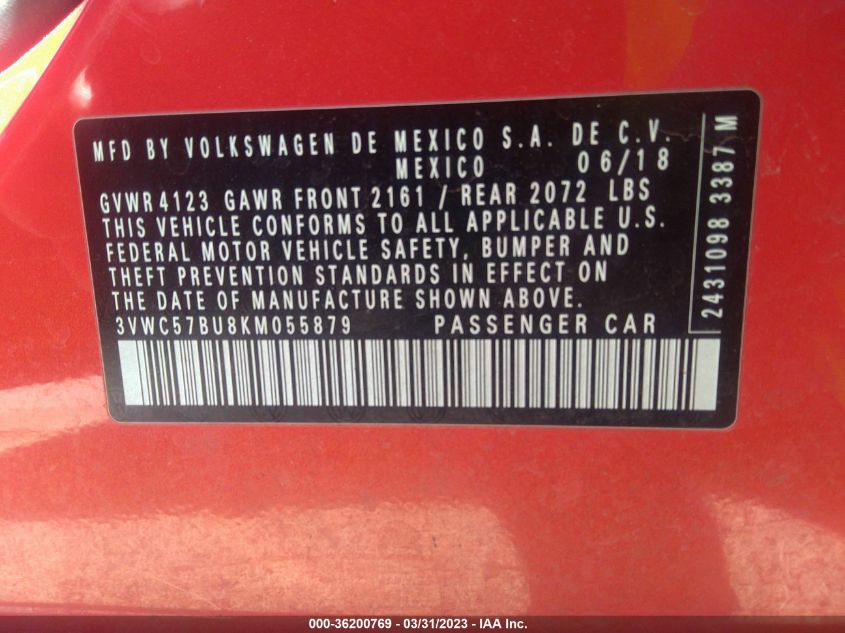 MFD BY VOLKSWAGEN DE MEXICO S.A. DE C.V.
MEXICO 06/18
GVWR 4123 GAWR FRONT 2161 / REAR 2072 LBS
THIS VEHICLE CONFORMS TO ALL APPLICABLE U.S.
FEDERAL MOTOR VEHICLE SAFETY, BUMPER AND
THEFT PREVENTION STANDARDS IN EFFECT ON
THE DATE OF MANUFACTURE SHOWN ABOVE.
3VWC57BU8KM055879 PASSENGER CAR
2431098 3387 M
000-36200769 - 03/31/2023 - IAA Inc.